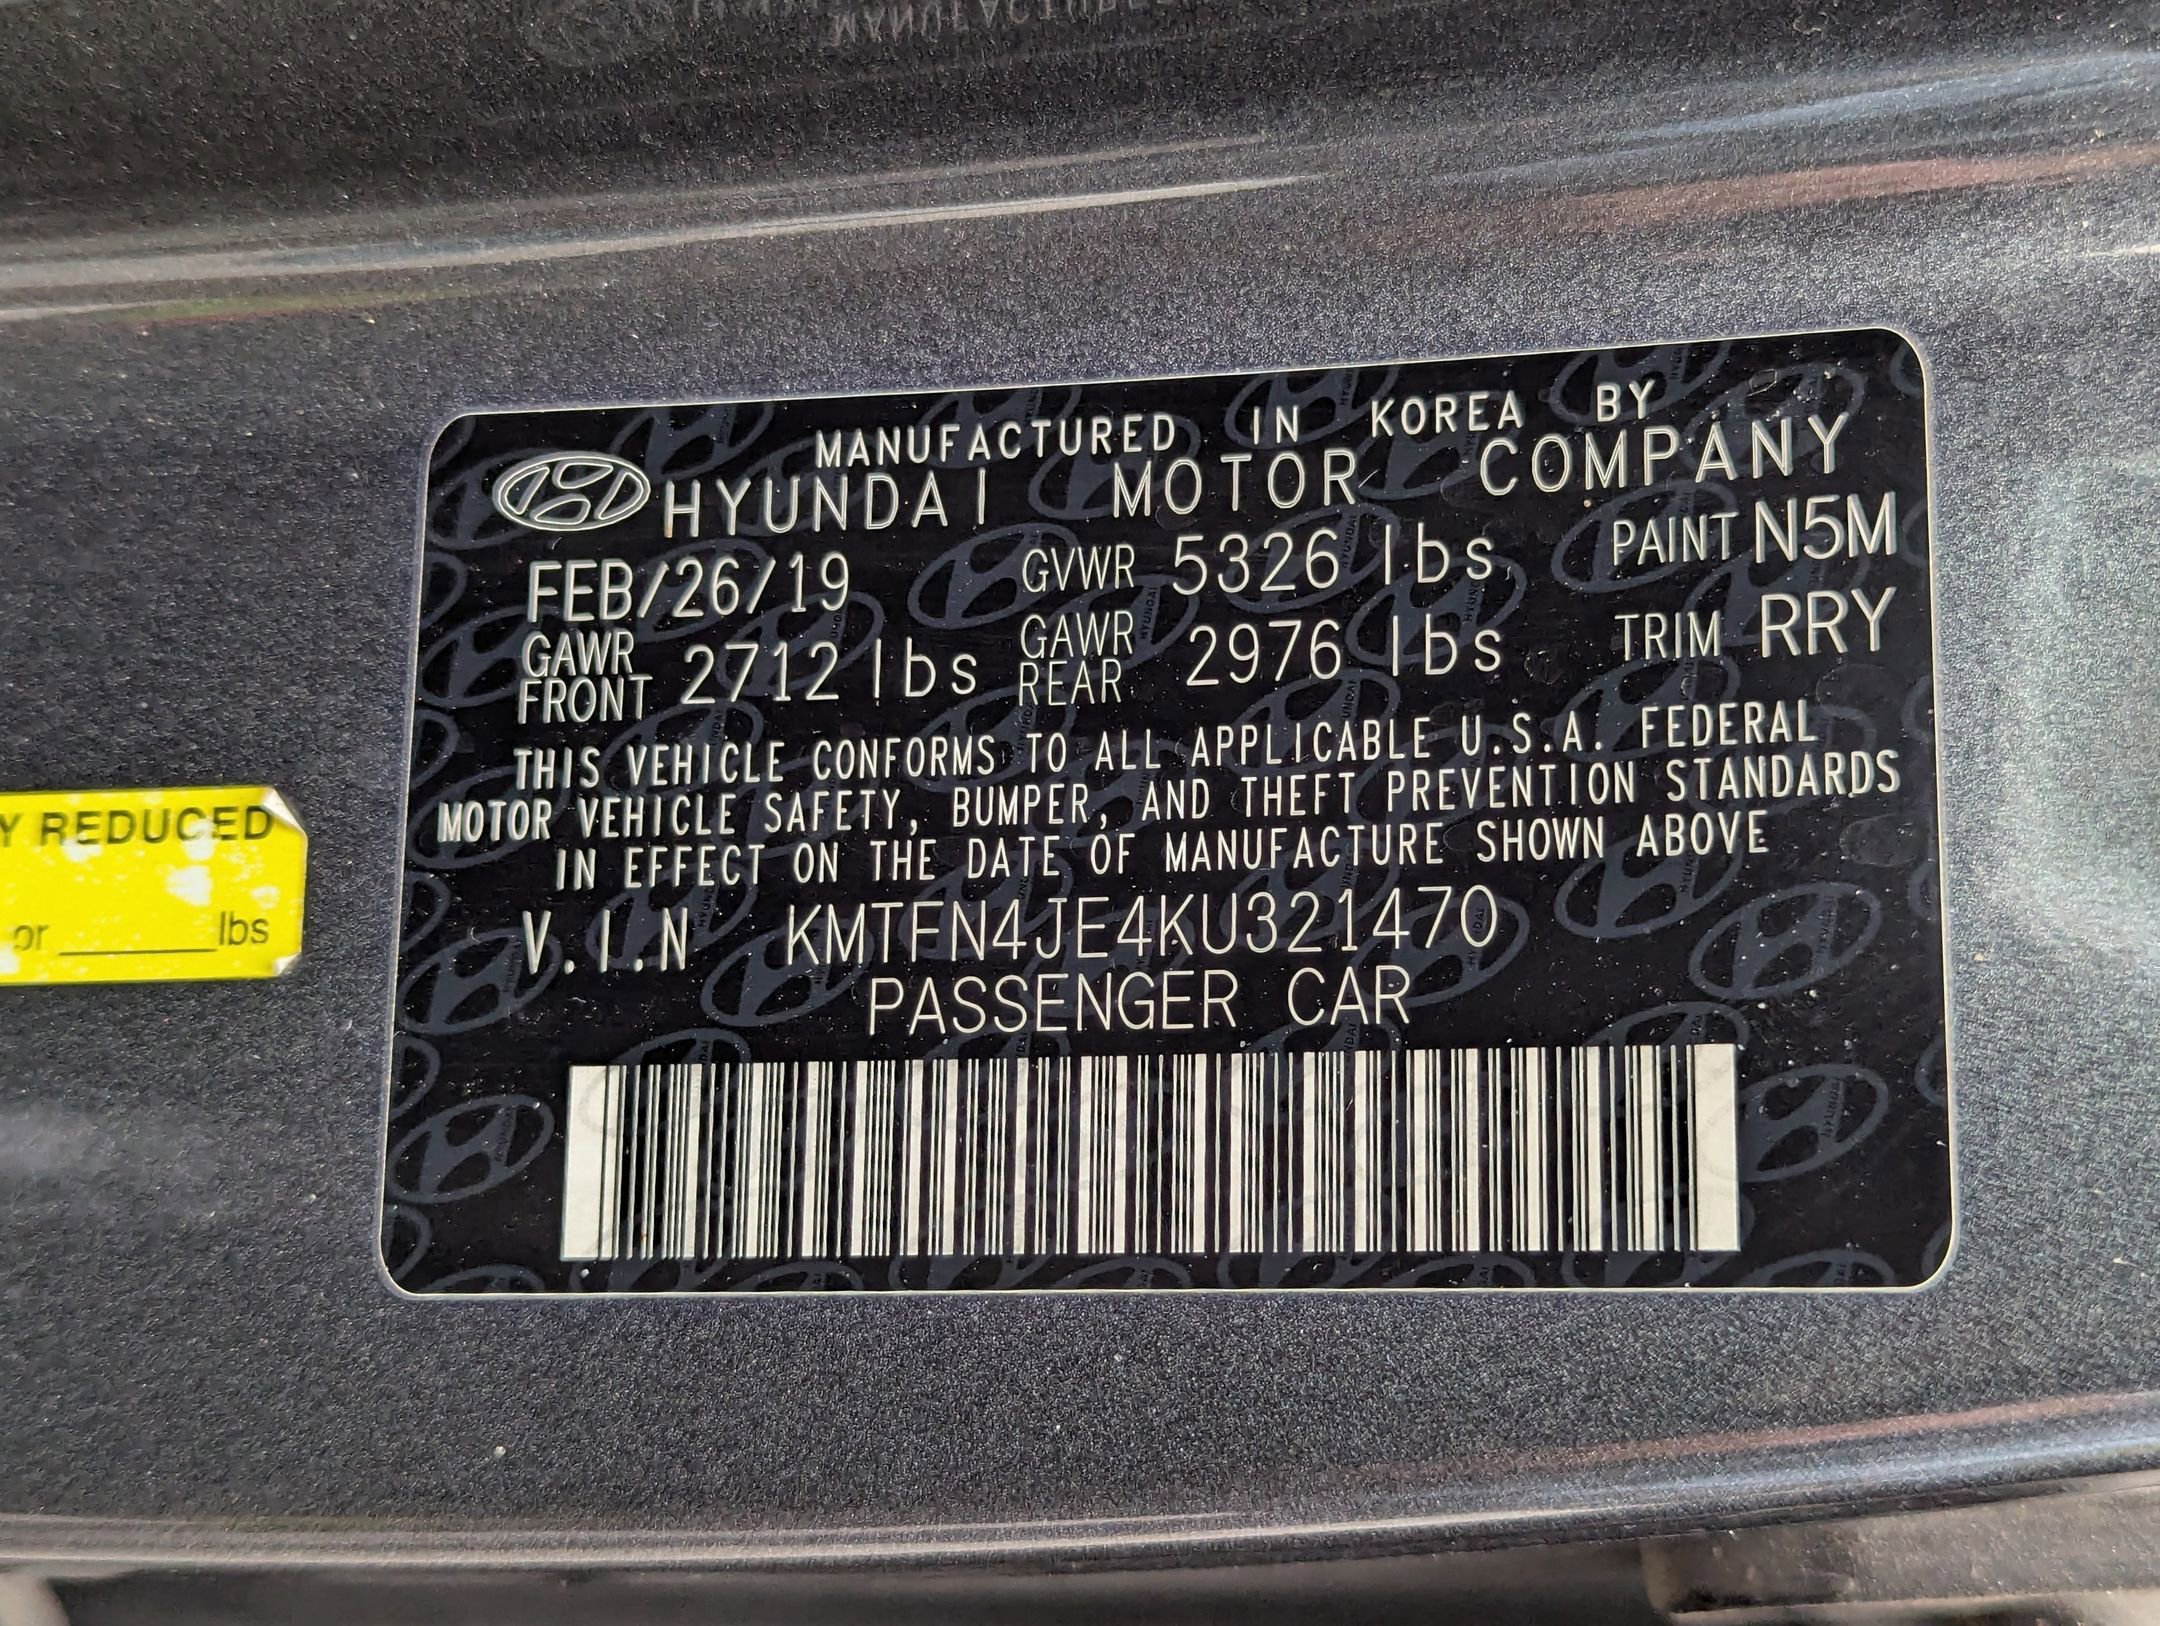 MANUFACTURED IN KOREA BY
HYUNDAI MOTOR COMPANY
FEB/26/19 GVWR 5326 lbs PAINT N5M
GAWR FRONT 2712 lbs GAWR REAR 2976 lbs TRIM RRY
THIS VEHICLE CONFORMS TO ALL APPLICABLE U.S.A. FEDERAL
MOTOR VEHICLE SAFETY, BUMPER, AND THEFT PREVENTION STANDARDS
IN EFFECT ON THE DATE OF MANUFACTURE SHOWN ABOVE
V.I.N KMTFN4JE4KU321470
PASSENGER CAR
Y REDUCED
or ______lbs